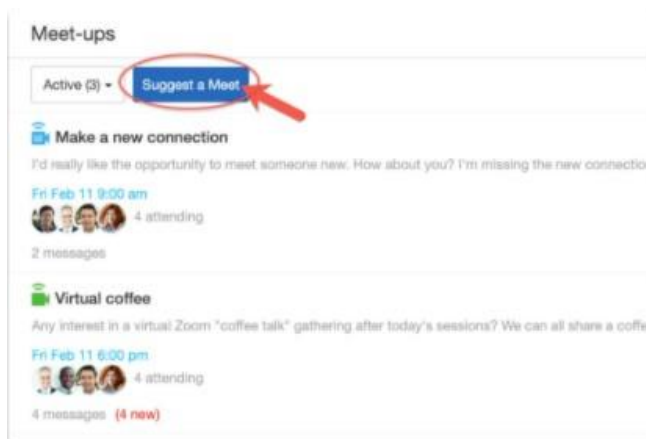 Meet-ups
Active (3)
Suggest a Meet
Make a new connection
I'd really like the opportunity to meet someone new. How about you? I'm missing the new connectio
Fri Feb 11 9:00 am
4 attending
2 messages
Virtual coffee
Any interest in a virtual Zoom "coffee talk" gathering after today's sessions? We can all share a coffe
Fri Feb 11 6:00 pm
4 attending
4 messages (4 new)